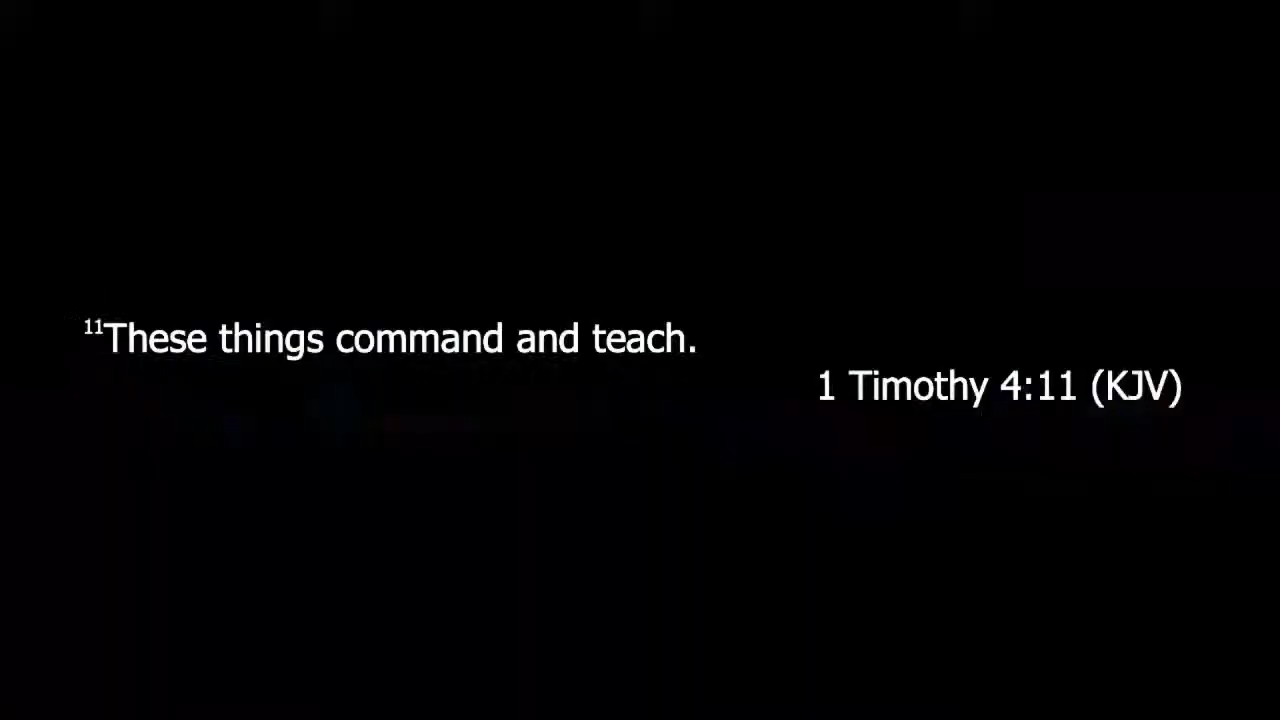 ¹¹These things command and teach.
1 Timothy 4:11 (KJV)